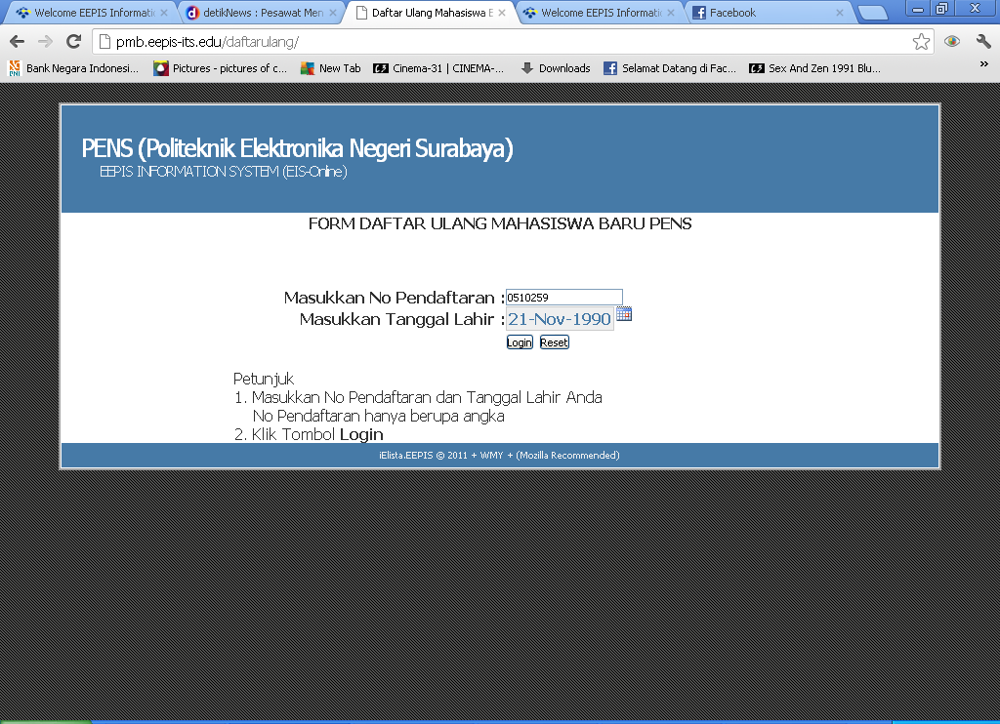 Welcome EEPIS Informati
detikNews : Pesawat Men
Daftar Ulang Mahasiswa B
Welcome EEPIS Informati
Facebook
pmb.eepis-its.edu/daftarulang/
Bank Negara Indonesi...
Pictures - pictures of c...
New Tab
Cinema-31 | CINEMA-...
Downloads
Selamat Datang di Fac...
Sex And Zen 1991 Blu...
PENS (Politeknik Elektronika Negeri Surabaya)
EEPIS INFORMATION SYSTEM (EIS-Online)
FORM DAFTAR ULANG MAHASISWA BARU PENS
Masukkan No Pendaftaran : 0510259
Masukkan Tanggal Lahir : 21-Nov-1990
Login Reset
Petunjuk
1. Masukkan No Pendaftaran dan Tanggal Lahir Anda
No Pendaftaran hanya berupa angka
2. Klik Tombol Login
iElista.EEPIS © 2011 + WMY + (Mozilla Recommended)